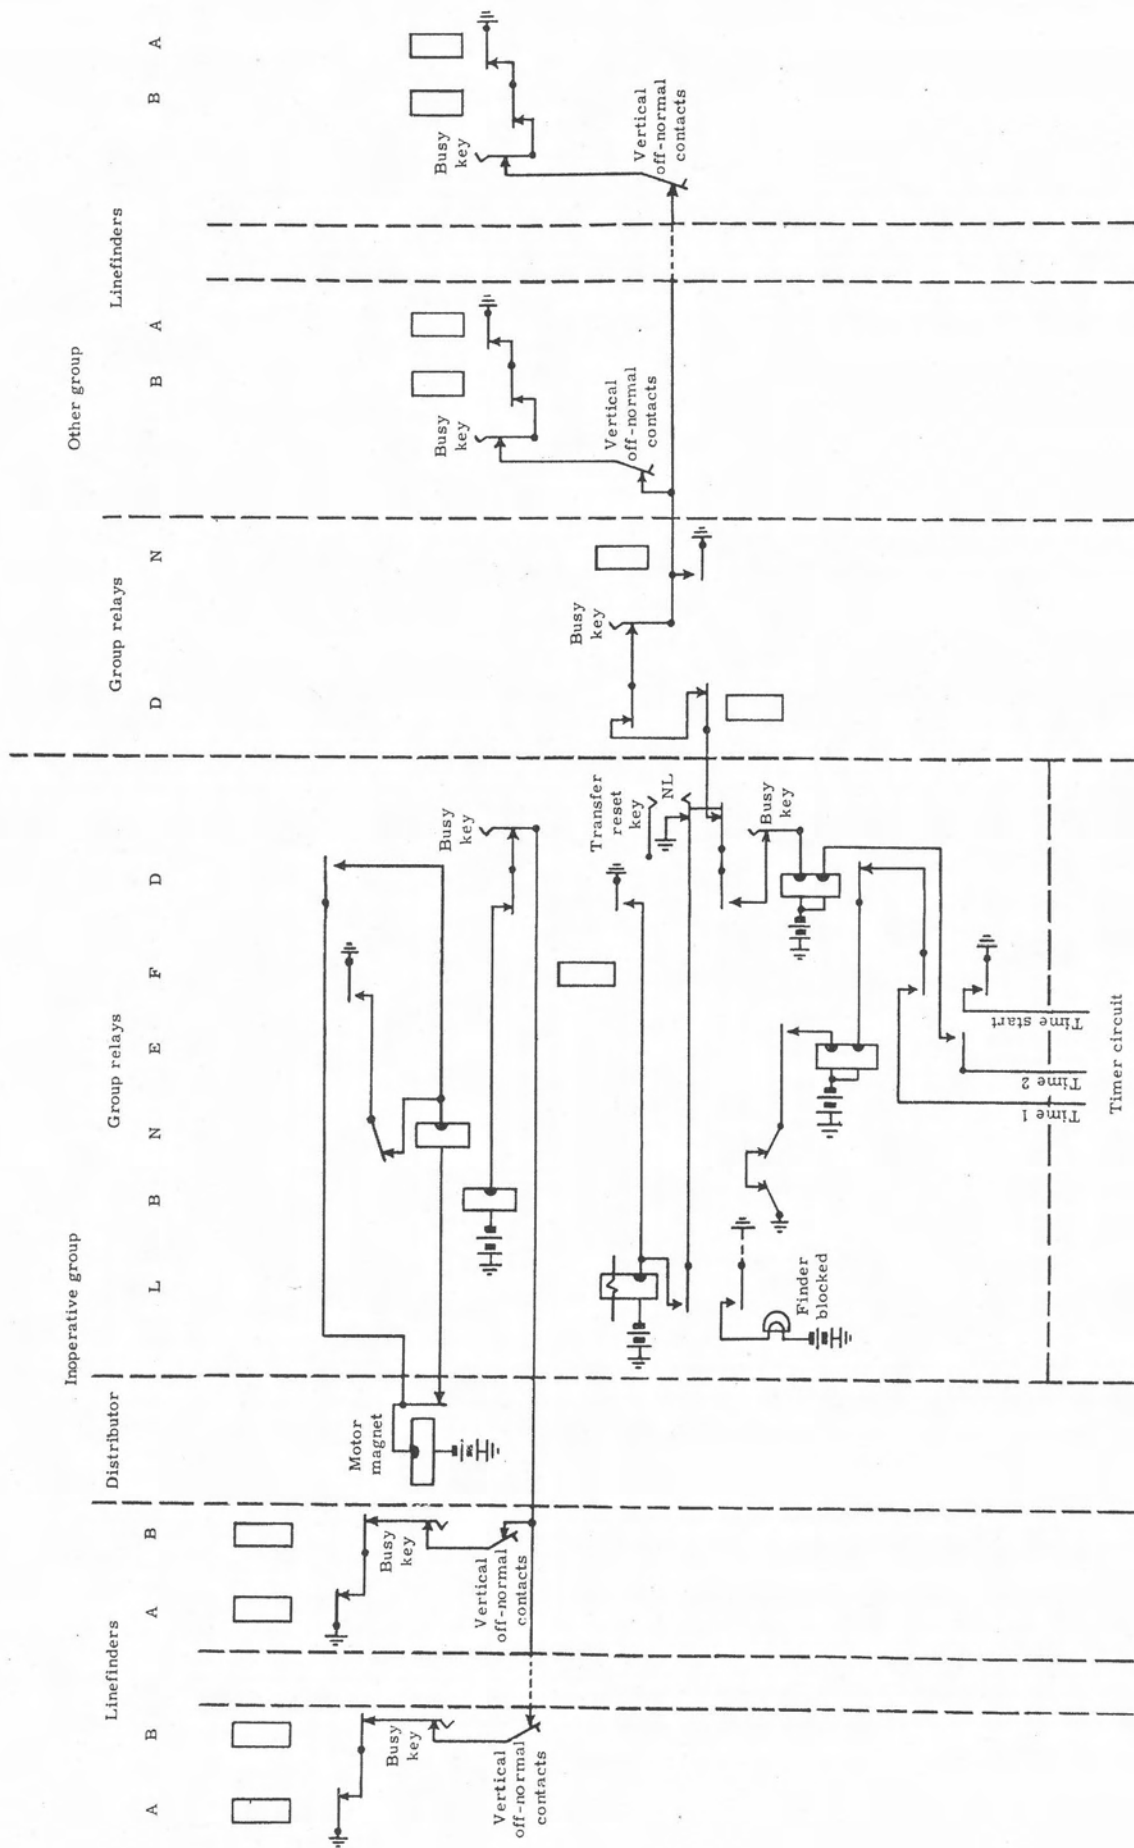 Inoperative group
Other group
Linefinders
Distributor
Group relays
Group relays
Linefinders
A
B
A
B
L
B
N
E
F
D
D
N
B
A
B
A
Busy
key
Vertical
off-normal
contacts
Busy
key
Vertical
off-normal
contacts
Motor
magnet
Busy
key
Transfer
reset
key
NL
Busy
key
Finder
blocked
Time 1
Time 2
Time start
Timer circuit
Busy
key
Busy
key
Vertical
off-normal
contacts
Busy
key
Vertical
off-normal
contacts